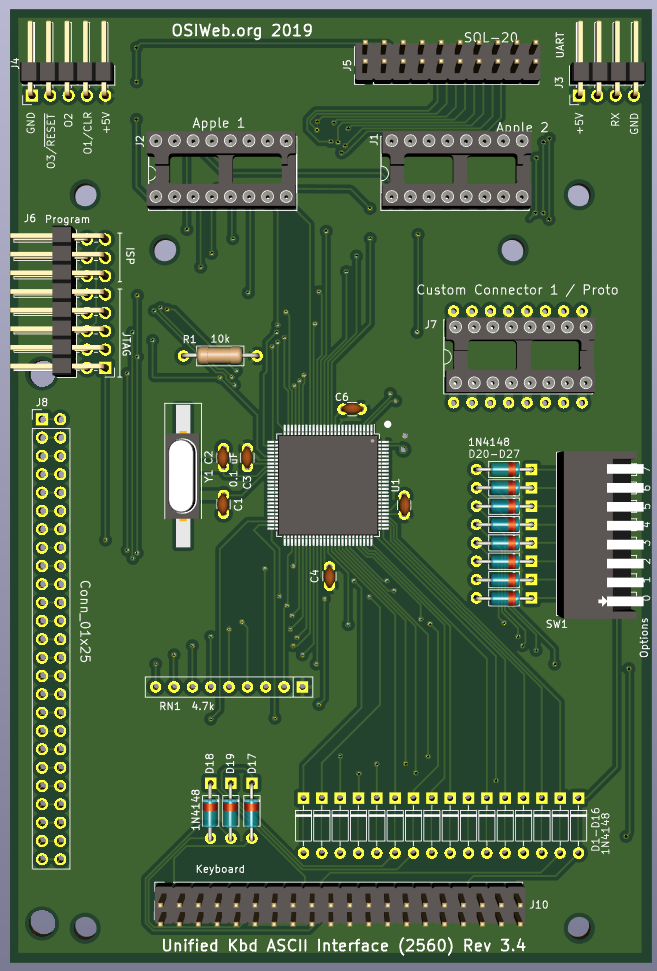 OSIWeb.org 2019
SQL-20
UART
J4
J5
J3
GND
O3/RESET
O2
O1/CLR
+5V
+5V
RX
GND
Apple 1
Apple 2
J2
J1
J6 Program
ISP
JTAG
Custom Connector 1 / Proto
J7
R1 10k
C6
J8
1N4148
D20-D27
Y1
C2
0.1 uF
C3
C1
U1
C4
7
6
5
4
3
2
1
0
SW1
Options
Conn_01x25
RN1 4.7k
D18
D19
D17
1N4148
D1-D16
1N4148
Keyboard
J10
Unified Kbd ASCII Interface (2560) Rev 3.4